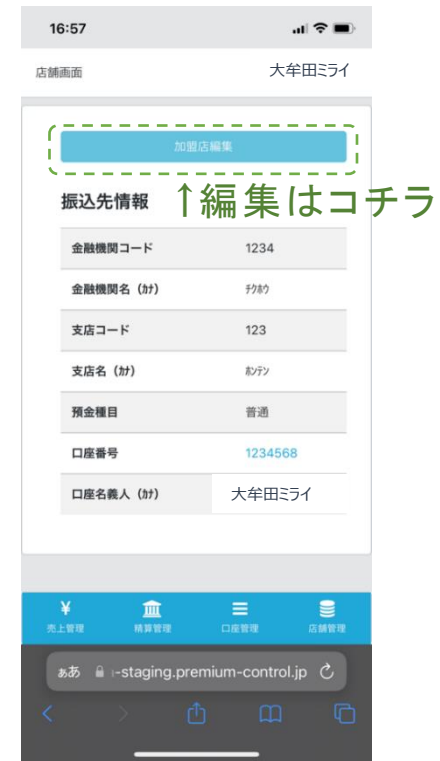 16:57
店舗画面 大牟田ミライ
加盟店編集
↑編集はコチラ
振込先情報
金融機関コード 1234
金融機関名（ｶﾅ） ﾁｸﾎｳ
支店コード 123
支店名（ｶﾅ） ﾎﾝﾃﾝ
預金種目 普通
口座番号 1234568
口座名義人（ｶﾅ） 大牟田ミライ
¥
売上管理 精算管理 口座管理 店舗管理
ぁあ -staging.premium-control.jp